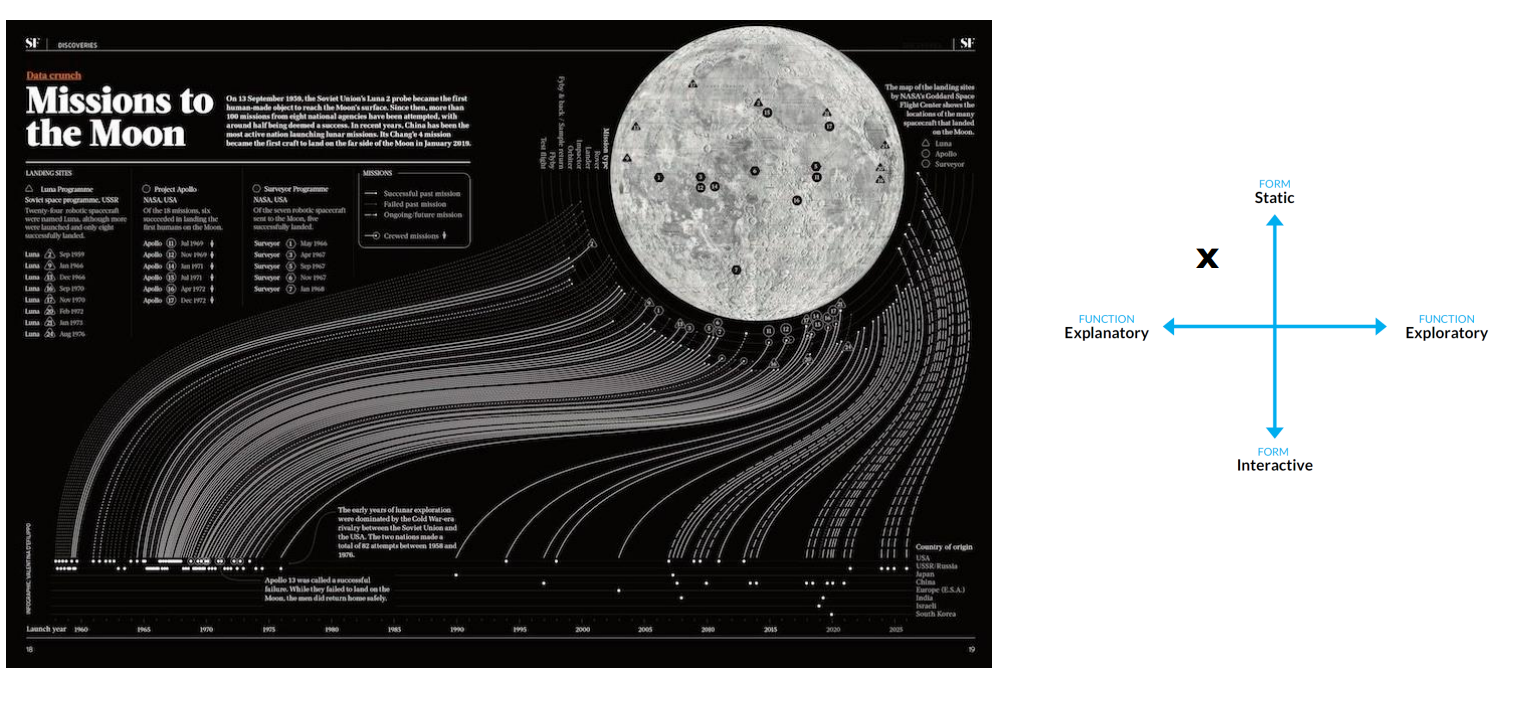 SF | DISCOVERIES
SF
Data crunch
Missions to
the Moon
On 13 September 1959, the Soviet Union's Luna 2 probe became the first
human-made object to reach the Moon's surface. Since then, more than
100 missions from eight national agencies have been attempted, with
around half being deemed a success. In recent years, China has been the
most active nation launching lunar missions. Its Chang'e 4 mission
became the first craft to land on the far side of the Moon in January 2019.
LANDING SITES
Luna Programme
Soviet space programme, USSR
Twenty-four robotic spacecraft
were named Luna, although more
were launched and only eight
successfully landed.
Luna 2 Sep 1959
Luna 9 Jan 1966
Luna 13 Dec 1966
Luna 16 Sep 1970
Luna 17 Nov 1970
Luna 20 Feb 1972
Luna 21 Jan 1973
Luna 24 Aug 1976
Project Apollo
NASA, USA
Of the 18 missions, six
succeeded in landing the
first humans on the Moon.
Apollo 11 Jul 1969
Apollo 12 Nov 1969
Apollo 14 Jan 1971
Apollo 15 Jul 1971
Apollo 16 Apr 1972
Apollo 17 Dec 1972
Surveyor Programme
NASA, USA
Of the seven robotic spacecraft
sent to the Moon, five
successfully landed.
Surveyor 1 May 1966
Surveyor 3 Apr 1967
Surveyor 5 Sep 1967
Surveyor 6 Nov 1967
Surveyor 7 Jan 1968
MISSIONS
Successful past mission
Failed past mission
Ongoing/future mission
Crewed missions
Mission type
Rover
Lander
Impactor
Orbiter
Flyby & back / Sample return
Flyby
Test flight
The map of the landing sites
by NASA's Goddard Space
Flight Center shows the
locations of the many
spacecraft that landed
on the Moon.
Luna
Apollo
Surveyor
15
17
1
3
12
14
6
5
11
16
7
The early years of lunar exploration
were dominated by the Cold War-era
rivalry between the Soviet Union and
the USA. The two nations made a
total of 82 attempts between 1958 and
1976.
Apollo 13 was called a successful
failure. While they failed to land on the
Moon, the men did return home safely.
Country of origin
USA
USSR/Russia
Japan
China
Europe (E.S.A.)
India
Israeli
South Korea
INFOGRAPHIC: VALENTINA D'EFILIPPO
Launch year 1960 1965 1970 1975 1980 1985 1990 1995 2000 2005 2080 2015 2020 2025
18
19
FORM
Static
x
FUNCTION
Explanatory
FUNCTION
Exploratory
FORM
Interactive